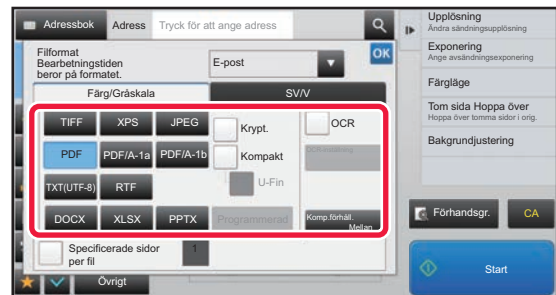 Adressbok
Adress
Tryck för att ange adress
Filformat
Bearbetningstiden
beror på formatet.
E-post
OK
Färg/Gråskala
SV/V
TIFF
XPS
JPEG
Krypt.
OCR
PDF
PDF/A-1a
PDF/A-1b
Kompakt
TXT(UTF-8)
RTF
U-Fin
DOCX
XLSX
PPTX
Programmerad
Komp.förhåll.
Mellan
Specificerade sidor
per fil
1
Övrigt
Upplösning
Ändra sändningsupplösning
Exponering
Ange avsändningsexponering
Färgläge
Tom sida Hoppa över
Hoppa över tomma sidor i orig.
Bakgrundjustering
Förhandsgr.
CA
Start